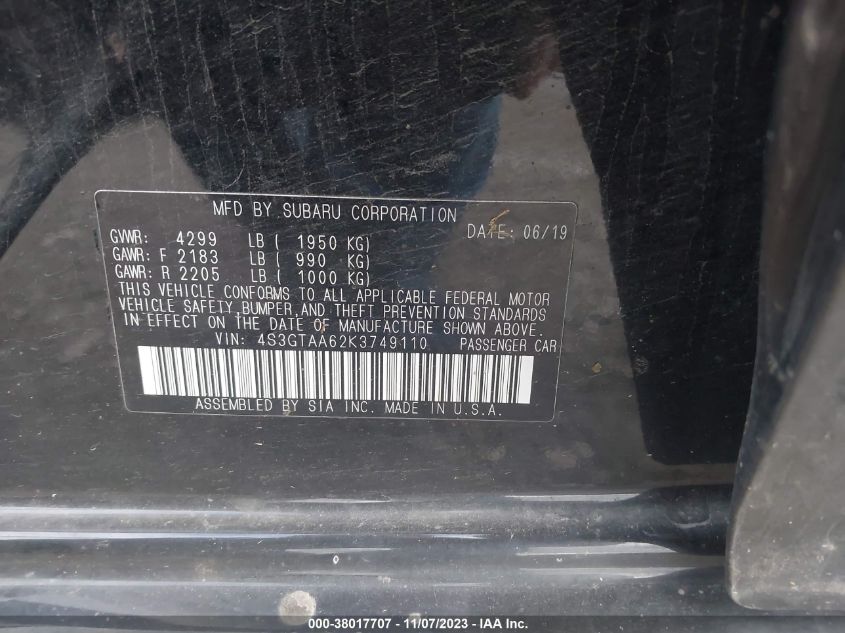 MFD BY SUBARU CORPORATION
DATE: 06/19
GVWR: 4299 LB ( 1950 KG)
GAWR: F 2183 LB ( 990 KG)
GAWR: R 2205 LB ( 1000 KG)
THIS VEHICLE CONFORMS TO ALL APPLICABLE FEDERAL MOTOR
VEHICLE SAFETY, BUMPER, AND THEFT PREVENTION STANDARDS
IN EFFECT ON THE DATE OF MANUFACTURE SHOWN ABOVE.
VIN: 4S3GTAA62K3749110 PASSENGER CAR
ASSEMBLED BY SIA INC. MADE IN U.S.A.
000-38017707 - 11/07/2023 - © IAA, Inc.